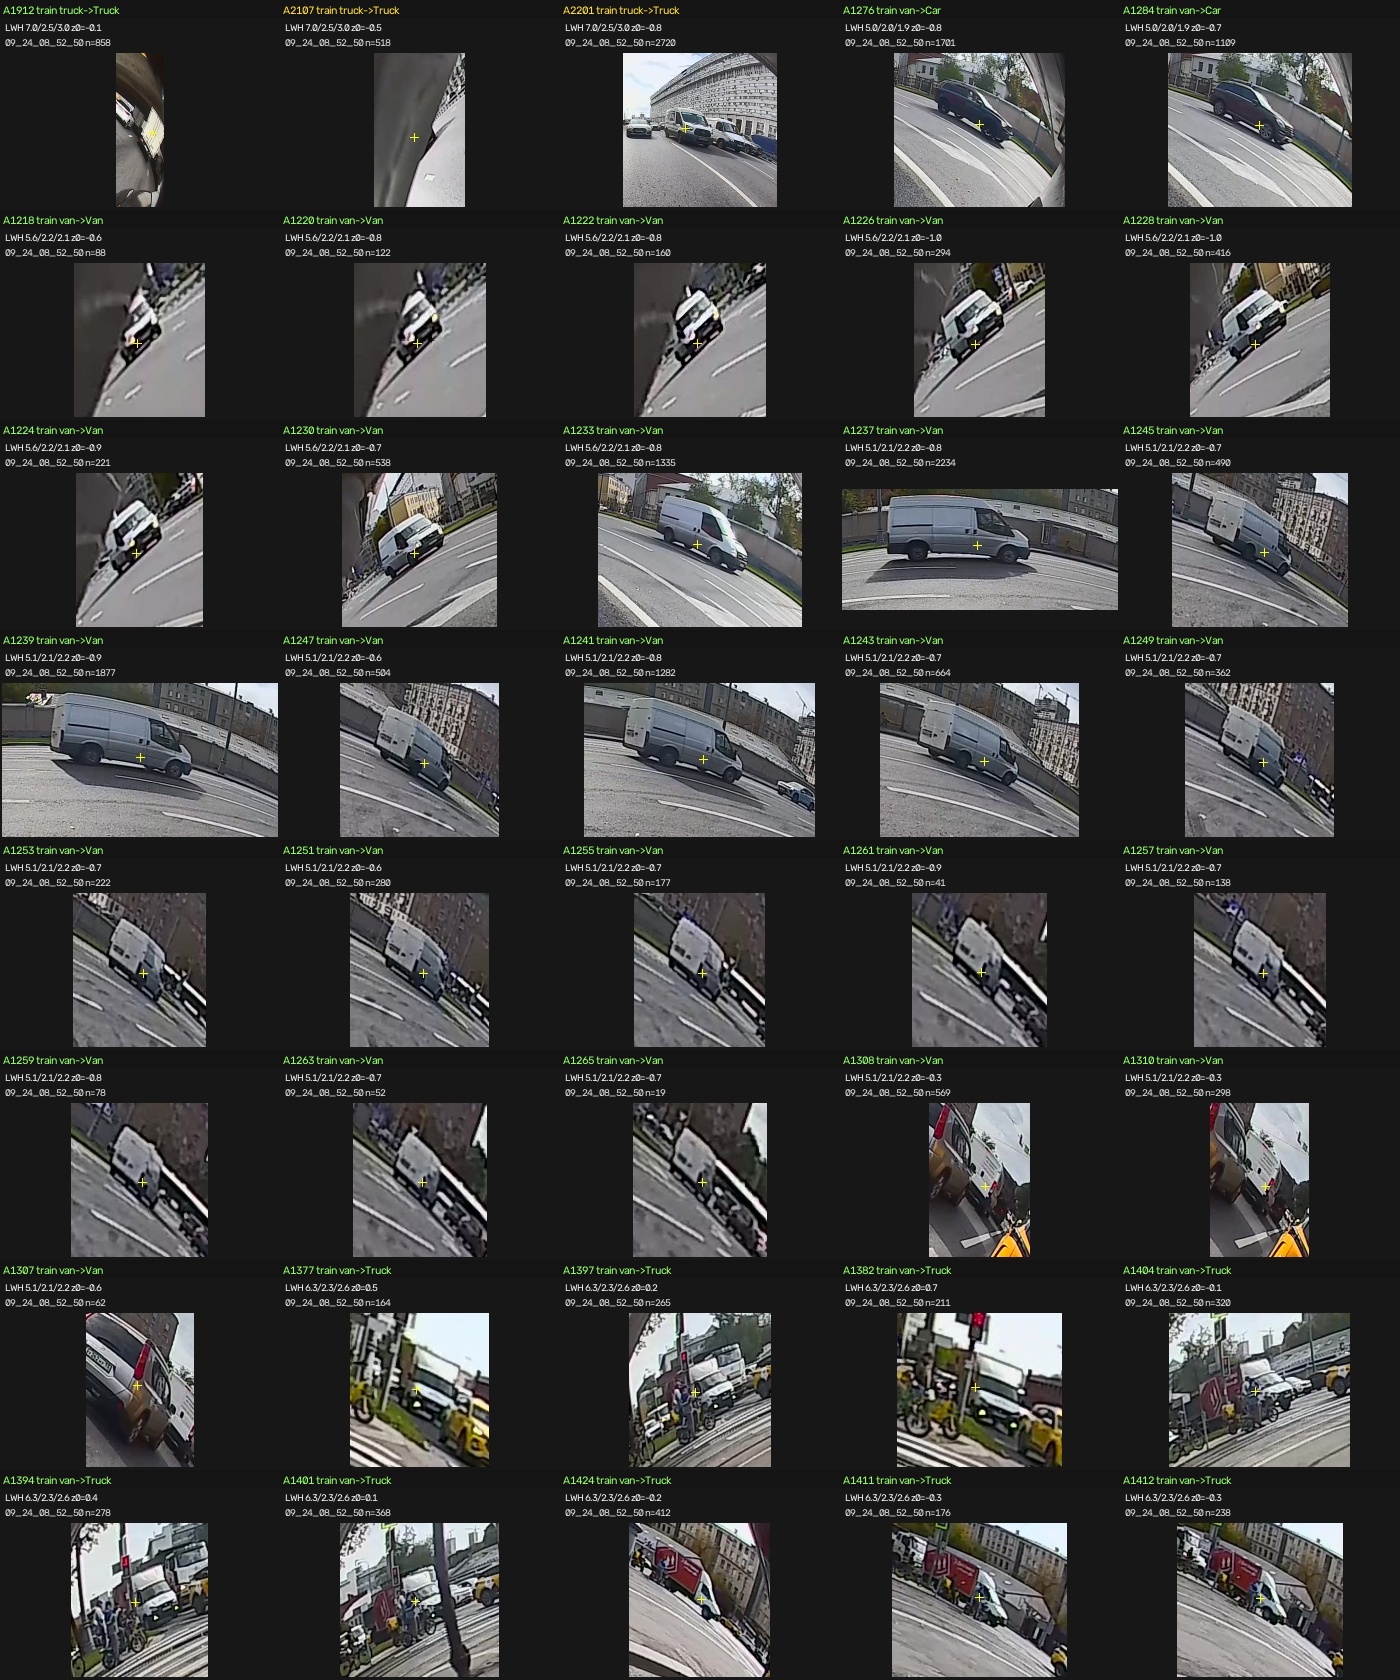 A1912 train truck->Truck
LWH 7.0/2.5/3.0 z0=-0.1
09_24_08_52_50 n=858
A2107 train truck->Truck
LWH 7.0/2.5/3.0 z0=-0.5
09_24_08_52_50 n=518
A2201 train truck->Truck
LWH 7.0/2.5/3.0 z0=-0.8
09_24_08_52_50 n=2720
A1276 train van->Car
LWH 5.0/2.0/1.9 z0=-0.8
09_24_08_52_50 n=1701
A1284 train van->Car
LWH 5.0/2.0/1.9 z0=-0.7
09_24_08_52_50 n=1109
A1218 train van->Van
LWH 5.6/2.2/2.1 z0=-0.6
09_24_08_52_50 n=88
A1220 train van->Van
LWH 5.6/2.2/2.1 z0=-0.8
09_24_08_52_50 n=122
A1222 train van->Van
LWH 5.6/2.2/2.1 z0=-0.8
09_24_08_52_50 n=160
A1226 train van->Van
LWH 5.6/2.2/2.1 z0=-1.0
09_24_08_52_50 n=294
A1228 train van->Van
LWH 5.6/2.2/2.1 z0=-1.0
09_24_08_52_50 n=416
A1224 train van->Van
LWH 5.6/2.2/2.1 z0=-0.9
09_24_08_52_50 n=221
A1230 train van->Van
LWH 5.6/2.2/2.1 z0=-0.7
09_24_08_52_50 n=538
A1233 train van->Van
LWH 5.6/2.2/2.1 z0=-0.8
09_24_08_52_50 n=1335
A1237 train van->Van
LWH 5.1/2.1/2.2 z0=-0.8
09_24_08_52_50 n=2234
A1245 train van->Van
LWH 5.1/2.1/2.2 z0=-0.7
09_24_08_52_50 n=490
A1239 train van->Van
LWH 5.1/2.1/2.2 z0=-0.9
09_24_08_52_50 n=1877
A1247 train van->Van
LWH 5.1/2.1/2.2 z0=-0.6
09_24_08_52_50 n=504
A1241 train van->Van
LWH 5.1/2.1/2.2 z0=-0.8
09_24_08_52_50 n=1282
A1243 train van->Van
LWH 5.1/2.1/2.2 z0=-0.7
09_24_08_52_50 n=664
A1249 train van->Van
LWH 5.1/2.1/2.2 z0=-0.7
09_24_08_52_50 n=362
A1253 train van->Van
LWH 5.1/2.1/2.2 z0=-0.7
09_24_08_52_50 n=222
A1251 train van->Van
LWH 5.1/2.1/2.2 z0=-0.6
09_24_08_52_50 n=280
A1255 train van->Van
LWH 5.1/2.1/2.2 z0=-0.7
09_24_08_52_50 n=177
A1261 train van->Van
LWH 5.1/2.1/2.2 z0=-0.9
09_24_08_52_50 n=41
A1257 train van->Van
LWH 5.1/2.1/2.2 z0=-0.7
09_24_08_52_50 n=138
A1259 train van->Van
LWH 5.1/2.1/2.2 z0=-0.8
09_24_08_52_50 n=78
A1263 train van->Van
LWH 5.1/2.1/2.2 z0=-0.7
09_24_08_52_50 n=52
A1265 train van->Van
LWH 5.1/2.1/2.2 z0=-0.7
09_24_08_52_50 n=19
A1308 train van->Van
LWH 5.1/2.1/2.2 z0=-0.3
09_24_08_52_50 n=569
A1310 train van->Van
LWH 5.1/2.1/2.2 z0=-0.3
09_24_08_52_50 n=298
A1307 train van->Van
LWH 5.1/2.1/2.2 z0=-0.6
09_24_08_52_50 n=62
A1377 train van->Truck
LWH 6.3/2.3/2.6 z0=0.5
09_24_08_52_50 n=164
A1397 train van->Truck
LWH 6.3/2.3/2.6 z0=0.2
09_24_08_52_50 n=265
A1382 train van->Truck
LWH 6.3/2.3/2.6 z0=0.7
09_24_08_52_50 n=211
A1404 train van->Truck
LWH 6.3/2.3/2.6 z0=-0.1
09_24_08_52_50 n=320
A1394 train van->Truck
LWH 6.3/2.3/2.6 z0=0.4
09_24_08_52_50 n=278
A1401 train van->Truck
LWH 6.3/2.3/2.6 z0=0.1
09_24_08_52_50 n=368
A1424 train van->Truck
LWH 6.3/2.3/2.6 z0=-0.2
09_24_08_52_50 n=412
A1411 train van->Truck
LWH 6.3/2.3/2.6 z0=-0.3
09_24_08_52_50 n=176
A1412 train van->Truck
LWH 6.3/2.3/2.6 z0=-0.3
09_24_08_52_50 n=238